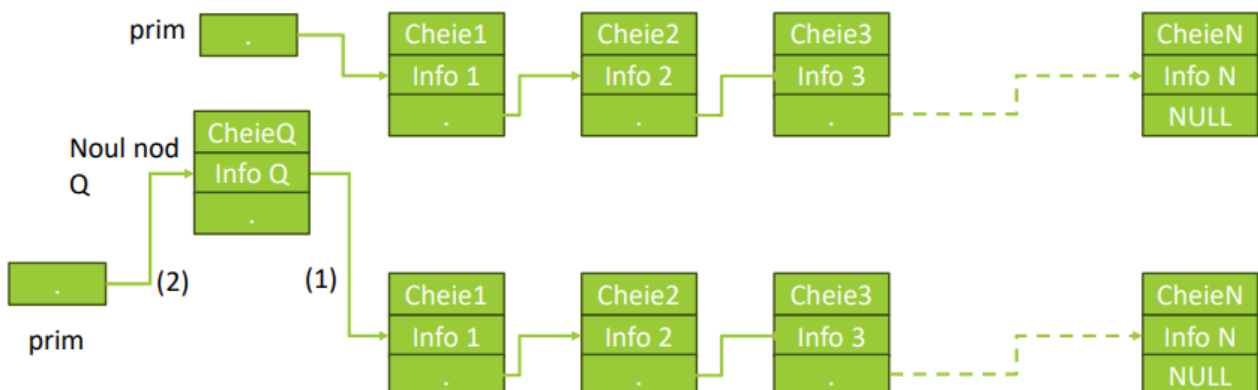 prim
.
Cheie1
Info 1
.
Cheie2
Info 2
.
Cheie3
Info 3
.
CheieN
Info N
NULL
Noul nod
Q
CheieQ
Info Q
.
.
prim
(2)
(1)
Cheie1
Info 1
.
Cheie2
Info 2
.
Cheie3
Info 3
.
CheieN
Info N
NULL